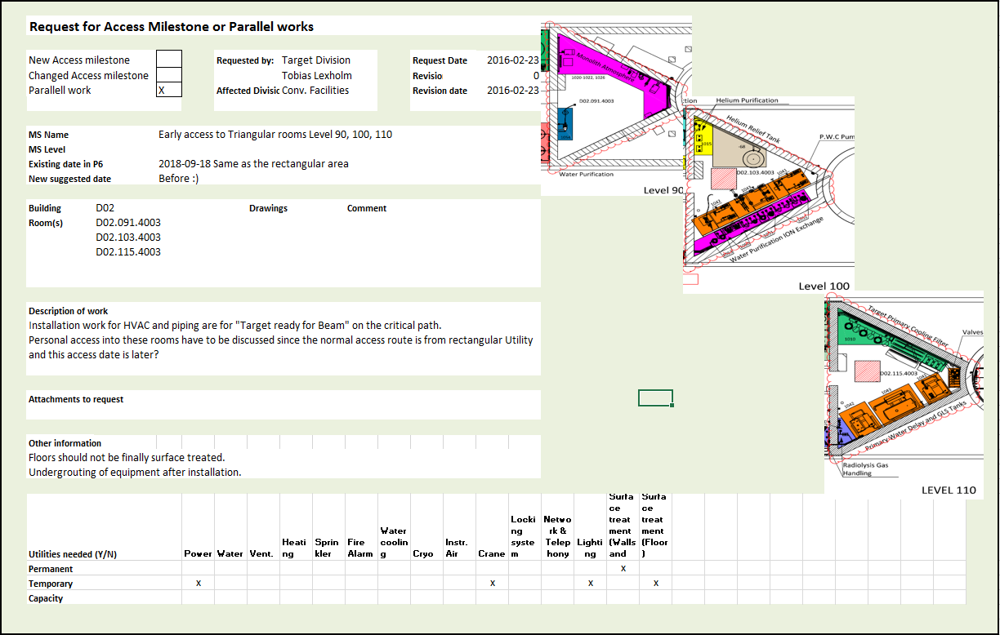 Request for Access Milestone or Parallel works
New Access milestone
Changed Access milestone
Parallell work X
Requested by: Target Division
Tobias Lexholm
Affected Divisic Conv. Facilities
Request Date 2016-02-23
Revisio 0
Revision date 2016-02-23
MS Name Early access to Triangular rooms Level 90, 100, 110
MS Level
Existing date in P6 2018-09-18 Same as the rectangular area
New suggested date Before :)
Building D02 Drawings Comment
Room(s) D02.091.4003
D02.103.4003
D02.115.4003
Description of work
Installation work for HVAC and piping are for "Target ready for Beam" on the critical path.
Personal access into these rooms have to be discussed since the normal access route is from rectangular Utility
and this access date is later?
Attachments to request
Other information
Floors should not be finally surface treated.
Undergrouting of equipment after installation.
Utilities needed (Y/N) Power Water Vent. Heati ng Sprin kler Fire Alarm Water coolin g Cryo Instr. Air Crane Locki ng syste m Netwo rk & Telep hony Lighti ng Surfa ce treat ment (Walls and Surfa ce treat ment (Floor )
Permanent X
Temporary X X X X
Capacity
Monolith Atmosphere
1020-1022, 1026
D02.091.4003
Water Purification
Level 90
ction
Helium Purification
Helium Relief Tank
P.W.C Pum
1015
-68
D02.103.4003
1041
1042
Water Purification ION Exchange
Level 100
Target Primary Cooling Filter
Valves
1010
D02.115.4003
1041
1043
1042
Primary Water Delay and GLS Tanks
Radiolysis Gas
Handling
LEVEL 110